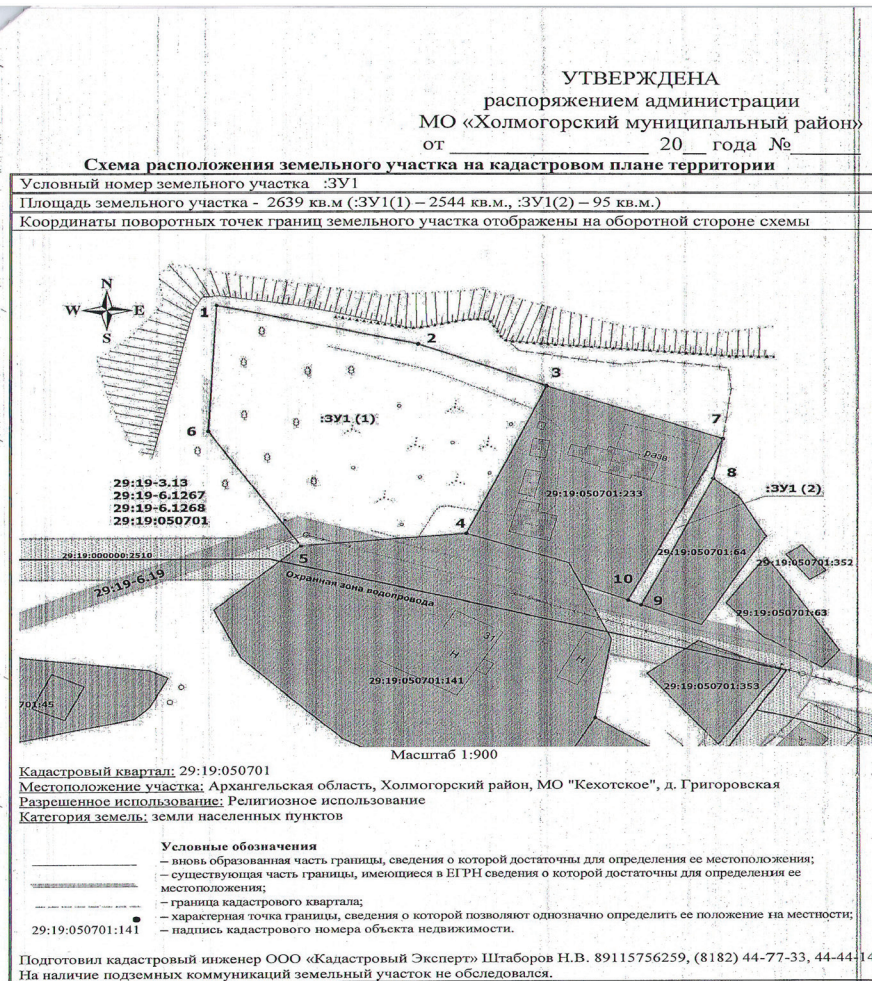 УТВЕРЖДЕНА
распоряжением администрации
МО «Холмогорский муниципальный район»
от ___________________ 20___ года №_______
Схема расположения земельного участка на кадастровом плане территории
Условный номер земельного участка :ЗУ1
Площадь земельного участка - 2639 кв.м (:ЗУ1(1) – 2544 кв.м., :ЗУ1(2) – 95 кв.м.)
Координаты поворотных точек границ земельного участка отображены на оборотной стороне схемы
N
W E
S
1
2
3
:ЗУ1 (1)
6
7
разв.
8
29:19-3.13
29:19-6.1267
29:19-6.1268
29:19:050701
29:19:050701:233
:ЗУ1 (2)
4
5
29:19:000000:2510
29:19:050701:64
29:19:050701:352
29:19-6.19
Охранная зона водопровода
10
9
29:19:050701:63
31
Н
Н
29:19:050701:141
29:19:050701:353
701:45
Масштаб 1:900
Кадастровый квартал: 29:19:050701
Местоположение участка: Архангельская область, Холмогорский район, МО "Кехотское", д. Григоровская
Разрешенное использование: Религиозное использование
Категория земель: земли населенных пунктов
Условные обозначения
– вновь образованная часть границы, сведения о которой достаточны для определения ее местоположения;
– существующая часть границы, имеющиеся в ЕГРН сведения о которой достаточны для определения ее
местоположения;
– граница кадастрового квартала;
– характерная точка границы, сведения о которой позволяют однозначно определить ее положение на местности;
29:19:050701:141 – надпись кадастрового номера объекта недвижимости.
Подготовил кадастровый инженер ООО «Кадастровый Эксперт» Штаборов Н.В. 89115756259, (8182) 44-77-33, 44-44-14
На наличие подземных коммуникаций земельный участок не обследовался.